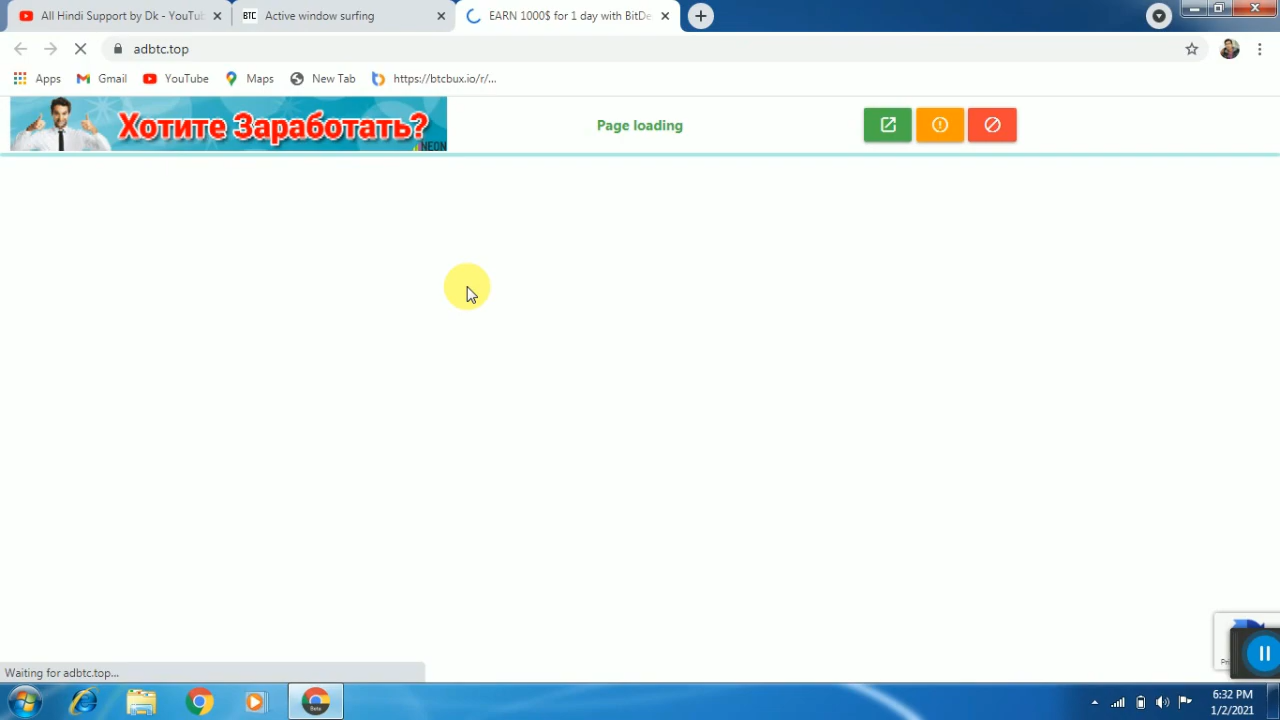 All Hindi Support by Dk - YouTub
BTC Active window surfing
EARN 1000$ for 1 day with BitDe
adbtc.top
Apps
Gmail
YouTube
Maps
New Tab
https://btcbux.io/r/...
Хотите Заработать?
NEON
Page loading
Waiting for adbtc.top...
Beta
6:32 PM
1/2/2021